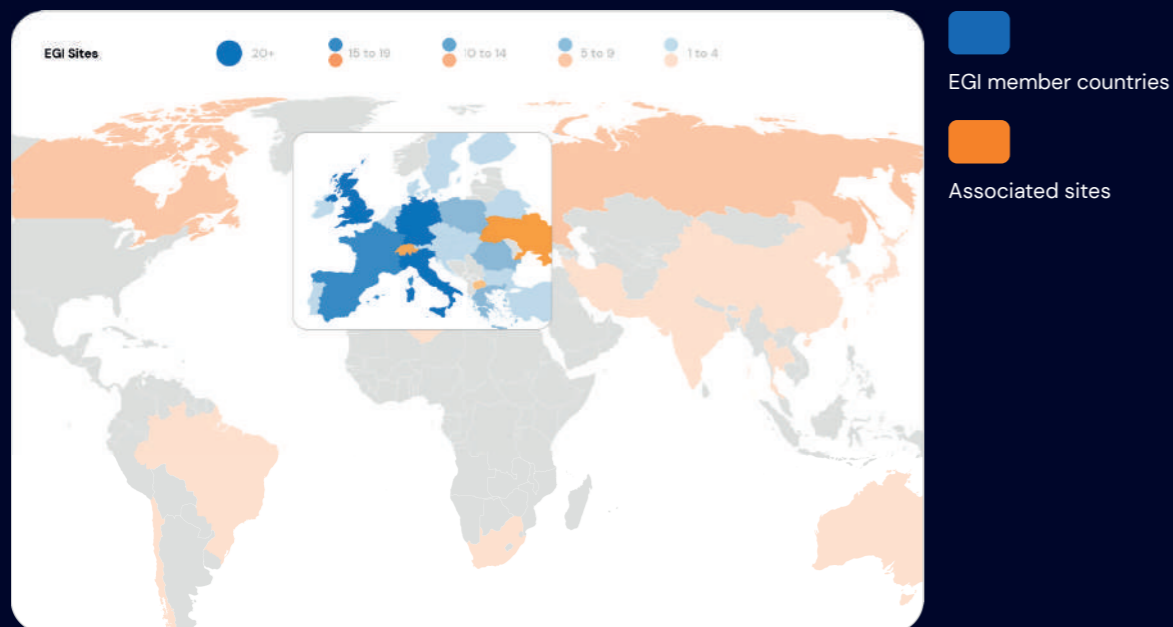 EGI Sites
20+
15 to 19
10 to 14
5 to 9
1 to 4
EGI member countries
Associated sites